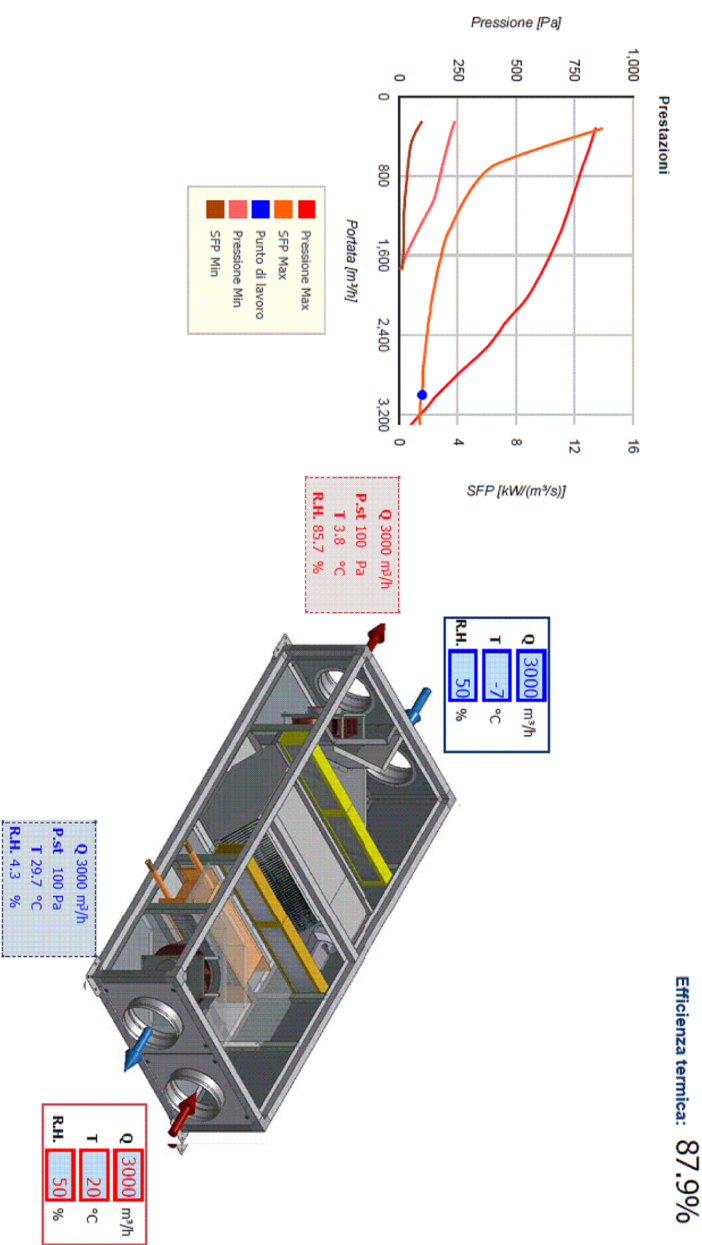 Efficienza termica: 87.9%
Prestazioni
Pressione [Pa]
1,000
750
500
250
0
0
800
1,600
2,400
3,200
16
12
8
4
0
SFP [kW/(m³/s)]
Portata [m³/h]
Pressione Max
SFP Max
Punto di lavoro
Pressione Min
SFP Min
Q 3000 m³/h
T -7 °C
R.H. 50 %
Q 3000 m³/h
P.st 100 Pa
T 3.8 °C
R.H. 85.7 %
Q 3000 m³/h
P.st 100 Pa
T 29.7 °C
R.H. 4.3 %
Q 3000 m³/h
T 20 °C
R.H. 50 %